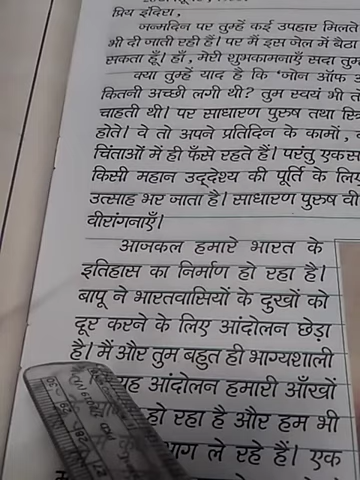 प्रिय इंदिरा,
जन्मदिन पर तुम्हें कई उपहार मिलते
भी दी जाती रही हैं। पर मैं इस जेल में बैठा
सकता हूँ। हाँ, मेरी शुभकामनाएँ सदा
क्या तुम्हें याद है कि 'जोन ऑफ
कितनी अच्छी लगी थी? तुम स्वयं भी तो
चाहती थी। पर साधारण पुरुष तथा
होते। वे तो अपने प्रतिदिन के कामों,
चिंताओं में ही फँसे रहते हैं। परंतु
किसी महान उद्देश्य की पूर्ति के
उत्साह भर जाता है। साधारण पुरुष
वीरांगनाएँ।
आजकल हमारे भारत के
इतिहास का निर्माण हो रहा है।
बापू ने भारतवासियों के दुखों को
दूर करने के लिए आंदोलन छेड़ा
है। मैं और तुम बहुत ही भाग्यशाली
आंदोलन हमारी आँखों
हो रहा है और हम भी
ले रहे हैं। एक